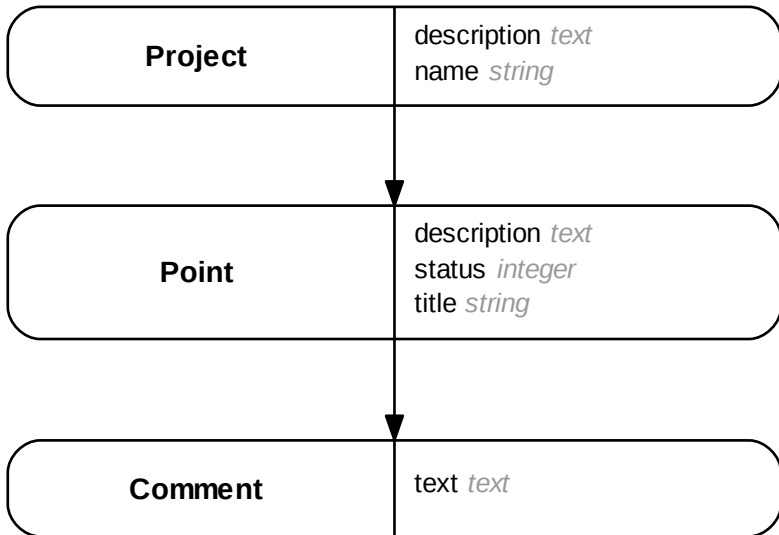 Project
description text
name string
Point
description text
status integer
title string
Comment
text text